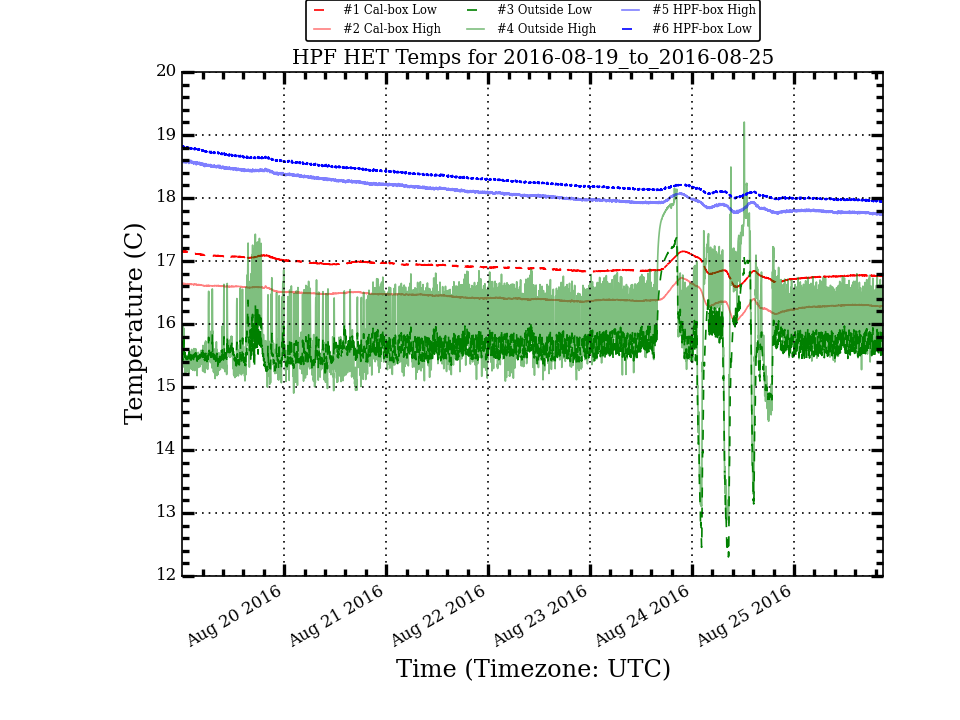 #1 Cal-box Low #3 Outside Low #5 HPF-box High
#2 Cal-box High #4 Outside High #6 HPF-box Low
HPF HET Temps for 2016-08-19_to_2016-08-25
20
19
18
17
16
15
14
13
12
Temperature (C)
Aug 20 2016 Aug 21 2016 Aug 22 2016 Aug 23 2016 Aug 24 2016 Aug 25 2016
Time (Timezone: UTC)